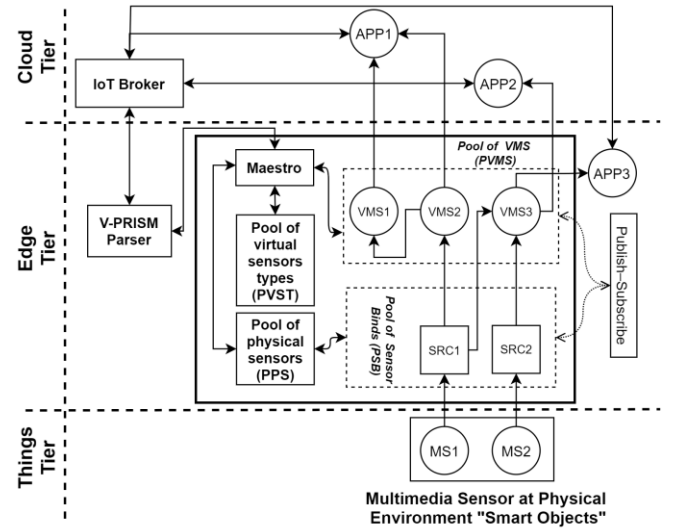 Cloud
Tier
APP1
IoT Broker
APP2
Edge
Tier
Pool of VMS
(PVMS)
Maestro
APP3
V-PRISM
Parser
VMS1
VMS2
VMS3
Pool of
virtual
sensors
types
(PVST)
Publish-Subscribe
Pool of
physical
sensors
(PPS)
Pool of Sensor
Binds (PSB)
SRC1
SRC2
Things
Tier
MS1
MS2
Multimedia Sensor at Physical
Environment "Smart Objects"